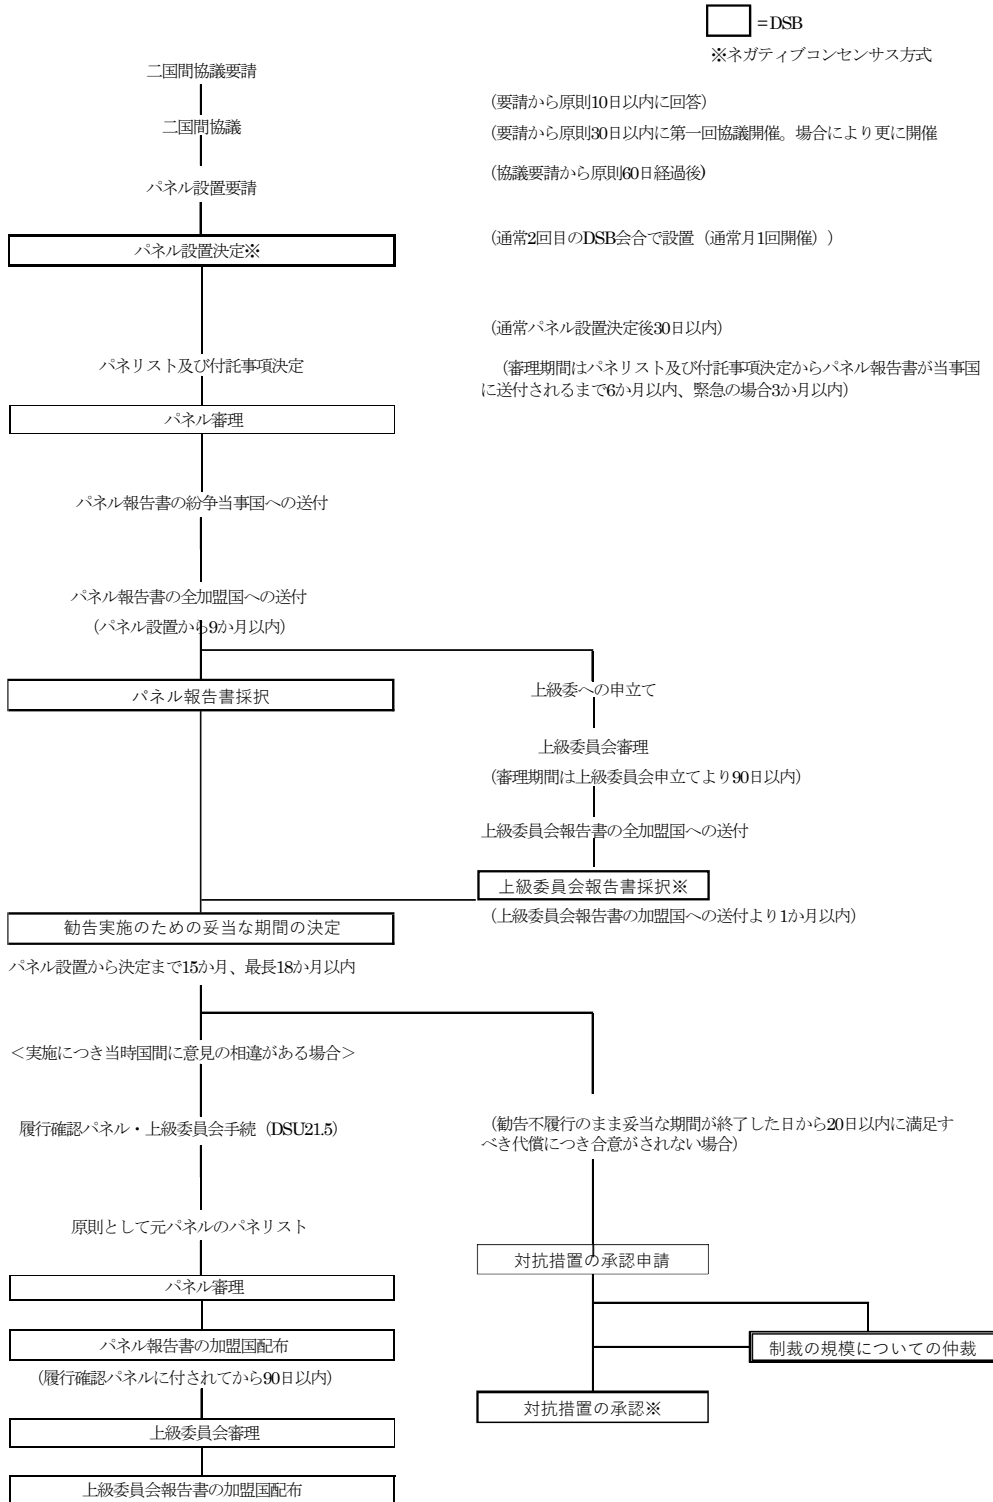 ＝DSB
※ネガティブコンセンサス方式
二国間協議要請
（要請から原則10日以内に回答）
二国間協議
（要請から原則30日以内に第一回協議開催。場合により更に開催
（協議要請から原則60日経過後)
パネル設置要請
（通常2回目のDSB会合で設置（通常月1回開催））
パネル設置決定※
（通常パネル設置決定後30日以内）
パネリスト及び付託事項決定
（審理期間はパネリスト及び付託事項決定からパネル報告書が当事国
に送付されるまで6か月以内、緊急の場合3か月以内）
パネル審理
パネル報告書の紛争当事国への送付
パネル報告書の全加盟国への送付
（パネル設置から9か月以内）
パネル報告書採択
上級委への申立て
上級委員会審理
（審理期間は上級委員会申立てより90日以内）
上級委員会報告書の全加盟国への送付
上級委員会報告書採択※
（上級委員会報告書の加盟国への送付より1か月以内）
勧告実施のための妥当な期間の決定
パネル設置から決定まで15か月、最長18か月以内
＜実施につき当時国間に意見の相違がある場合＞
履行確認パネル・上級委員会手続（DSU21.5）
（勧告不履行のまま妥当な期間が終了した日から20日以内に満足す
べき代償につき合意がされない場合）
原則として元パネルのパネリスト
対抗措置の承認申請
パネル審理
パネル報告書の加盟国配布
制裁の規模についての仲裁
（履行確認パネルに付されてから90日以内）
対抗措置の承認※
上級委員会審理
上級委員会報告書の加盟国配布